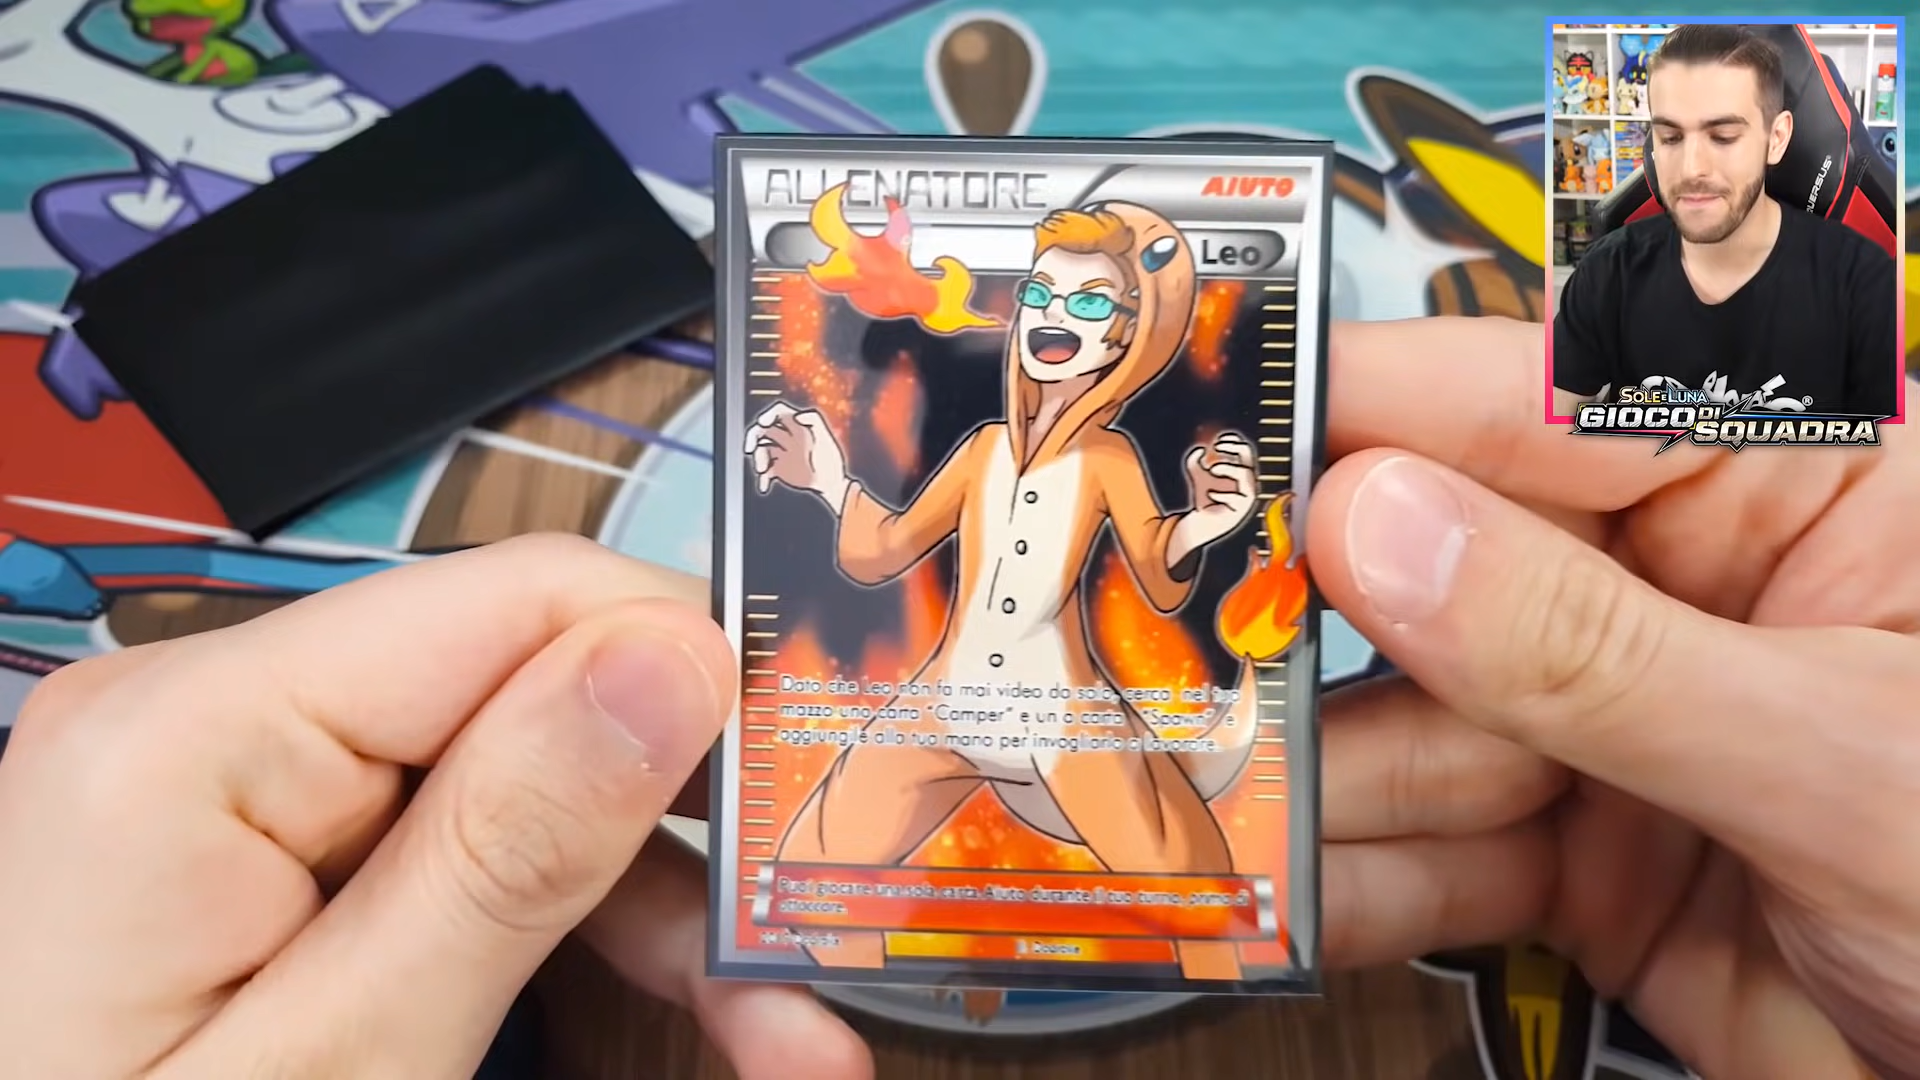 ALLENATORE
AIUTO
Leo
Dato che Leo non fa mai video da solo, cerca nel tuo
mazzo una carta "Camper" e un a carta "Spawn" e
aggiungile alla tua mano per invogliarlo a lavorare.
Puoi giocare una sola carta Aiuto durante il tuo turno, prima di
attaccare.
QUERSUS
SOLE E LUNA
GIOCO DI
SQUADRA